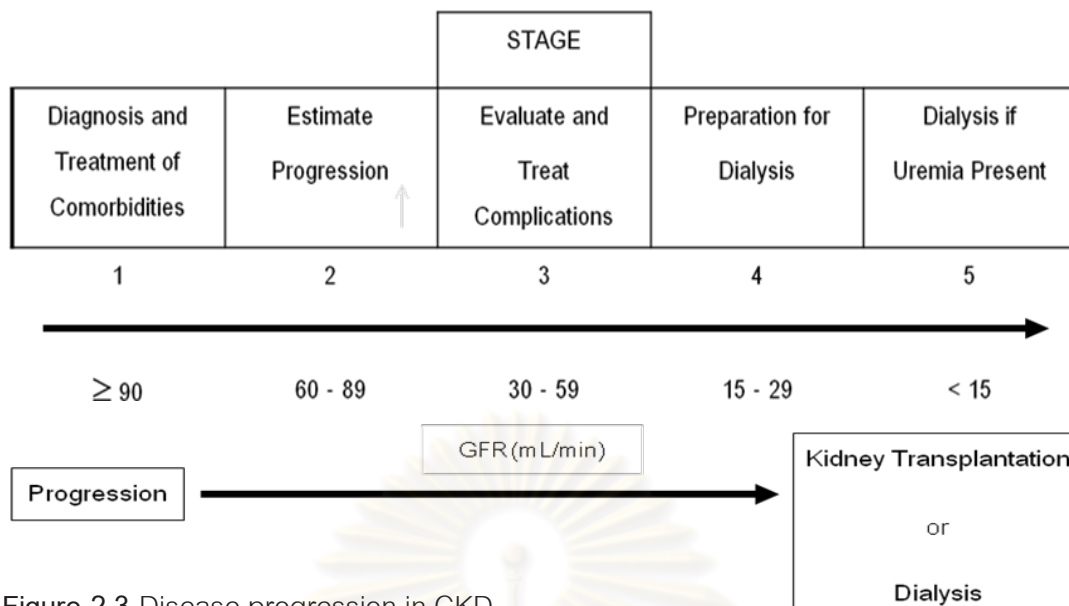 STAGE
Diagnosis and
Treatment of
Comorbidities
Estimate
Progression
Evaluate and
Treat
Complications
Preparation for
Dialysis
Dialysis if
Uremia Present
1 2 3 4 5
≥ 90 60 - 89 30 - 59 15 - 29 < 15
GFR (mL/min)
Progression
Kidney Transplantation
or
Dialysis
Figure 2.3 Disease progression in CKD